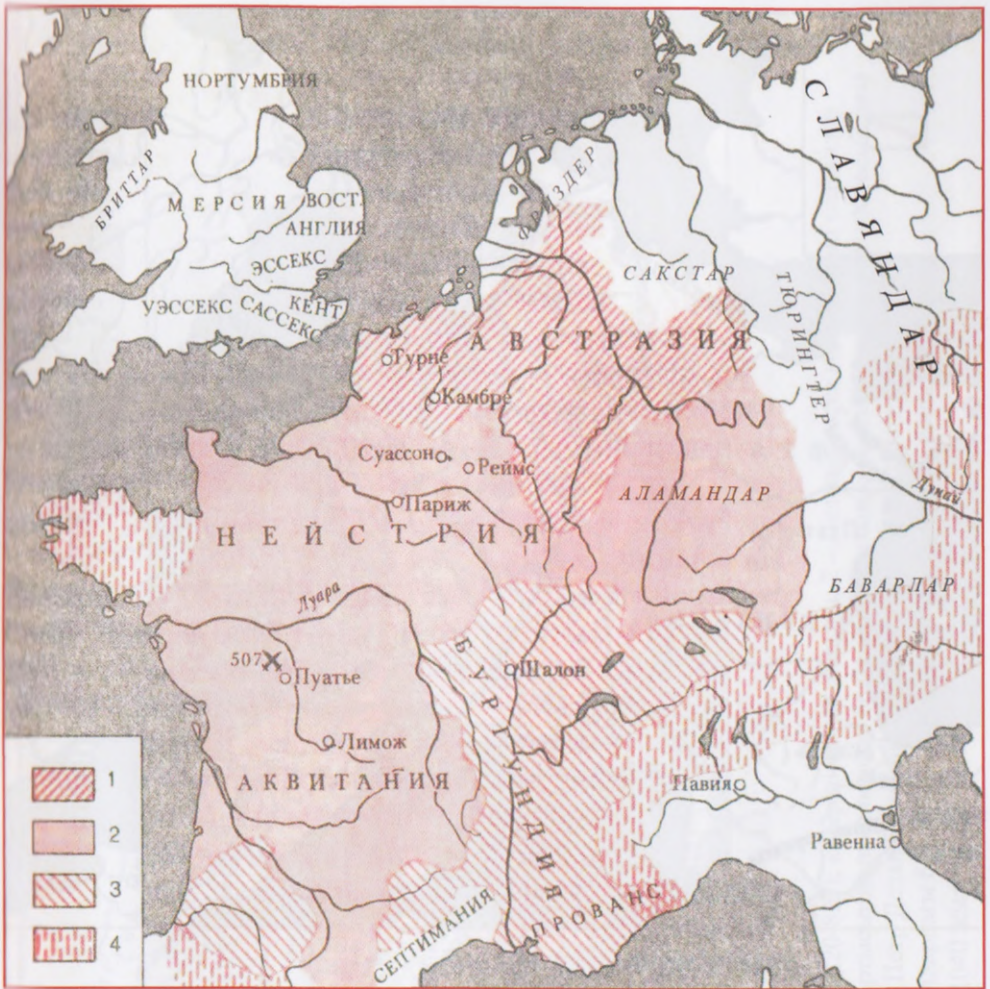 НОРТУМБРИЯ
БРИТТАР
МЕРСИЯ
ВОСТ.
АНГЛИЯ
ЭССЕКС
УЭССЕКС
САССЕКС
КЕНТ
ФРИЗДЕР
САКСТАР
СЛАВЯНДАР
ТЮРИНГТЕР
АВСТРАЗИЯ
Турне
Камбре
Суассон
Реймс
Париж
АЛАМАНДАР
Дунай
НЕЙСТРИЯ
БАВАРЛАР
Луара
507
Пуатье
БУРГУНДИЯ
Шалон
Лимож
АКВИТАНИЯ
Павия
Равенна
ПРОВАНС
СЕПТИМАНИЯ
1
2
3
4